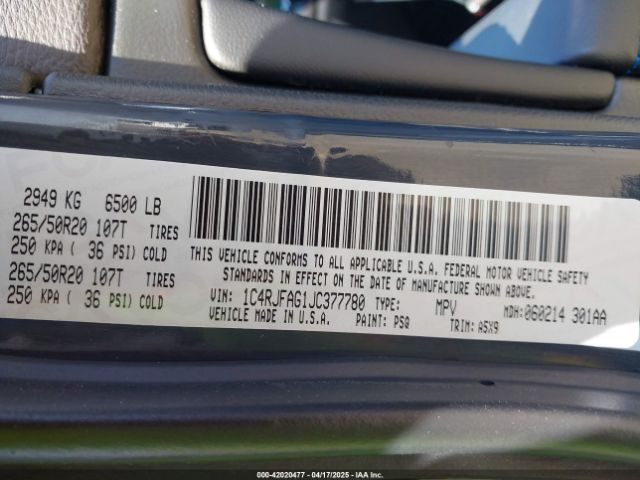 2949 KG 6500 LB
265/50R20 107T TIRES
250 KPA ( 36 PSI) COLD
265/50R20 107T TIRES
250 KPA ( 36 PSI) COLD
THIS VEHICLE CONFORMS TO ALL APPLICABLE U.S.A. FEDERAL MOTOR VEHICLE SAFETY
STANDARDS IN EFFECT ON THE DATE OF MANUFACTURE SHOWN ABOVE.
VIN: 1C4RJFAG1JC377780 TYPE: MPV MDH: 060214 301AA
VEHICLE MADE IN U.S.A. PAINT: PSQ TRIM: A5X9
000-42020477 - 04/17/2025 - IAA Inc.